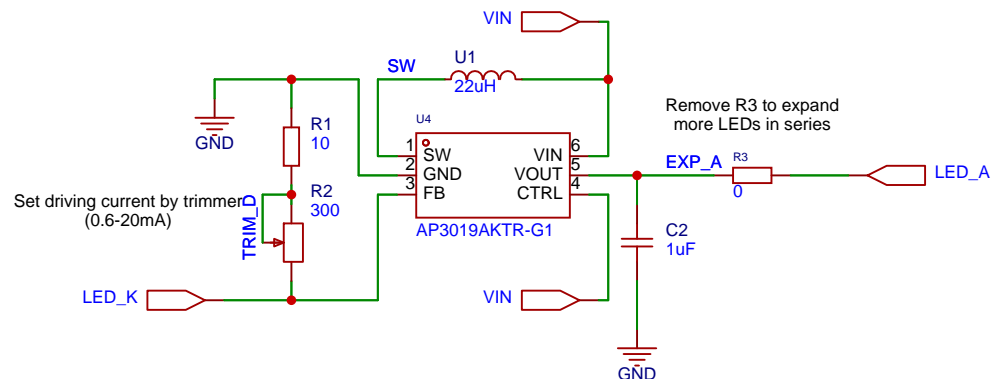 VIN
U1
SW
22uH
Remove R3 to expand
more LEDs in series
U4
GND
R1
10
1
SW
VIN
6
2
GND
VOUT
5
3
FB
CTRL
4
EXP_A
R3
0
LED_A
Set driving current by trimmer
(0.6-20mA)
TRIM_D
R2
300
AP3019AKTR-G1
C2
1uF
LED_K
VIN
GND